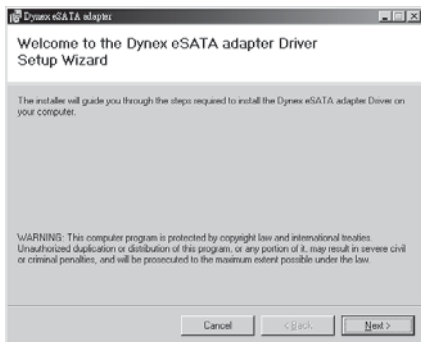 Dynex eSATA adapter
Welcome to the Dynex eSATA adapter Driver
Setup Wizard
The installer will guide you through the steps required to install the Dynex eSATA adapter Driver on
your computer.
WARNING: This computer program is protected by copyright law and international treaties.
Unauthorized duplication or distribution of this program, or any portion of it, may result in severe civil
or criminal penalties, and will be prosecuted to the maximum extent possible under the law.
Cancel < Back Next >